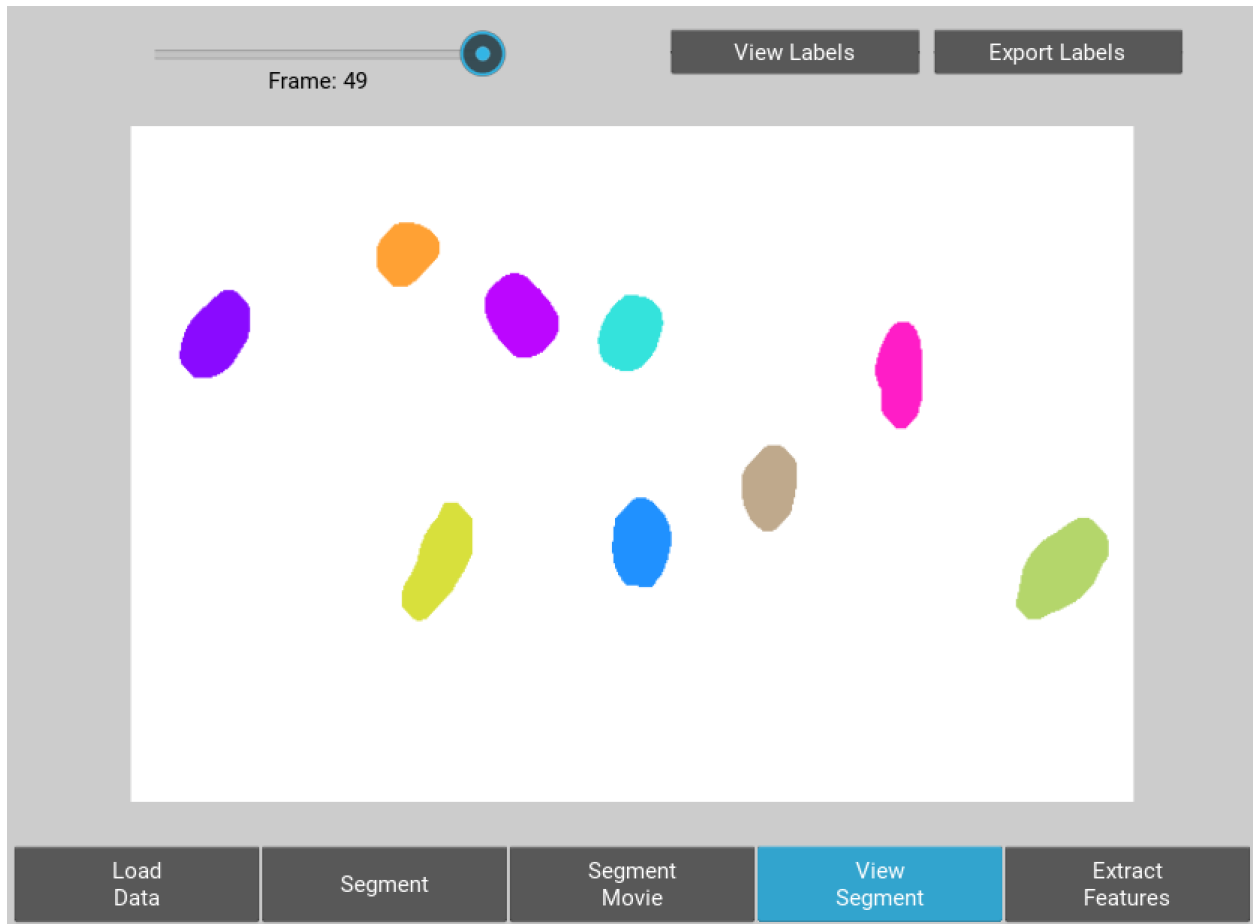 View Labels
Export Labels
Frame: 49
Load
Data
Segment
Segment
Movie
View
Segment
Extract
Features